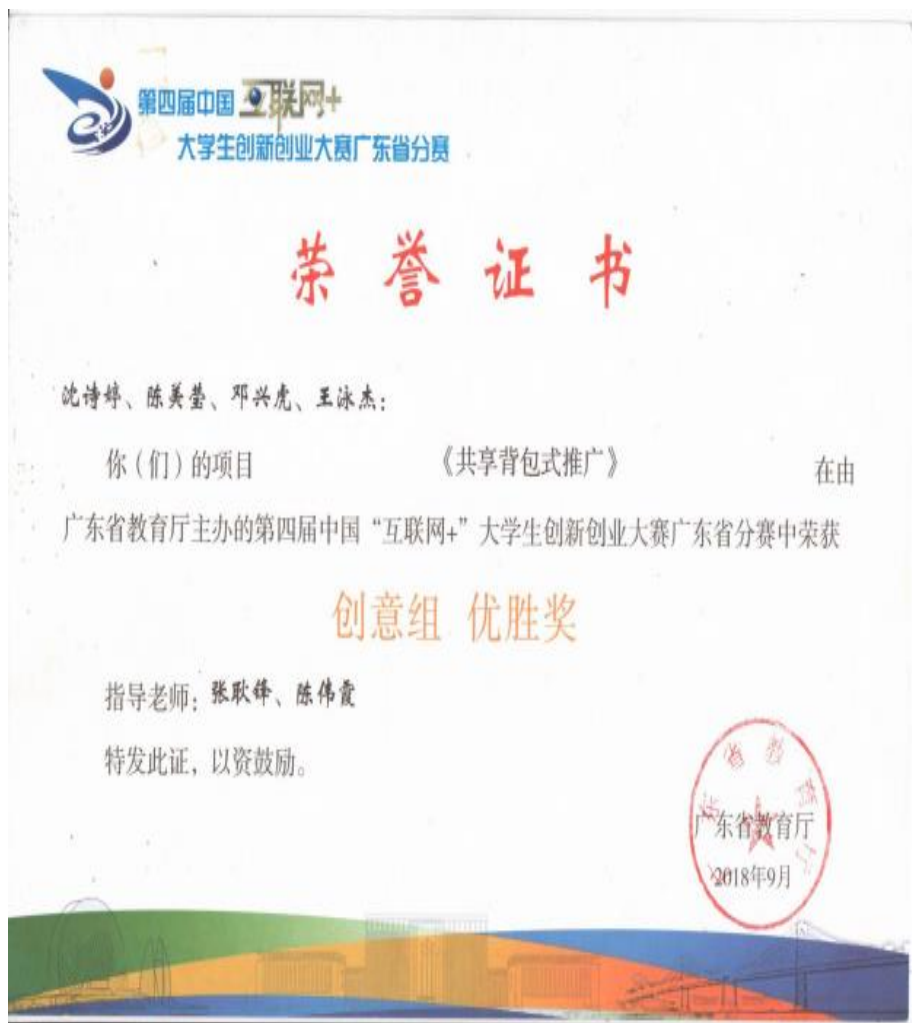 第四届中国 互联网+
大学生创新创业大赛广东省分赛
荣誉证书
沈诗婷、陈美莹、邓兴虎、王泳杰：
你（们）的项目 《共享背包式推广》 在由
广东省教育厅主办的第四届中国“互联网+”大学生创新创业大赛广东省分赛中荣获
创意组 优胜奖
指导老师：张耿锋、陈伟霞
特发此证，以资鼓励。
广东省教育厅
广东省教育厅
2018年9月